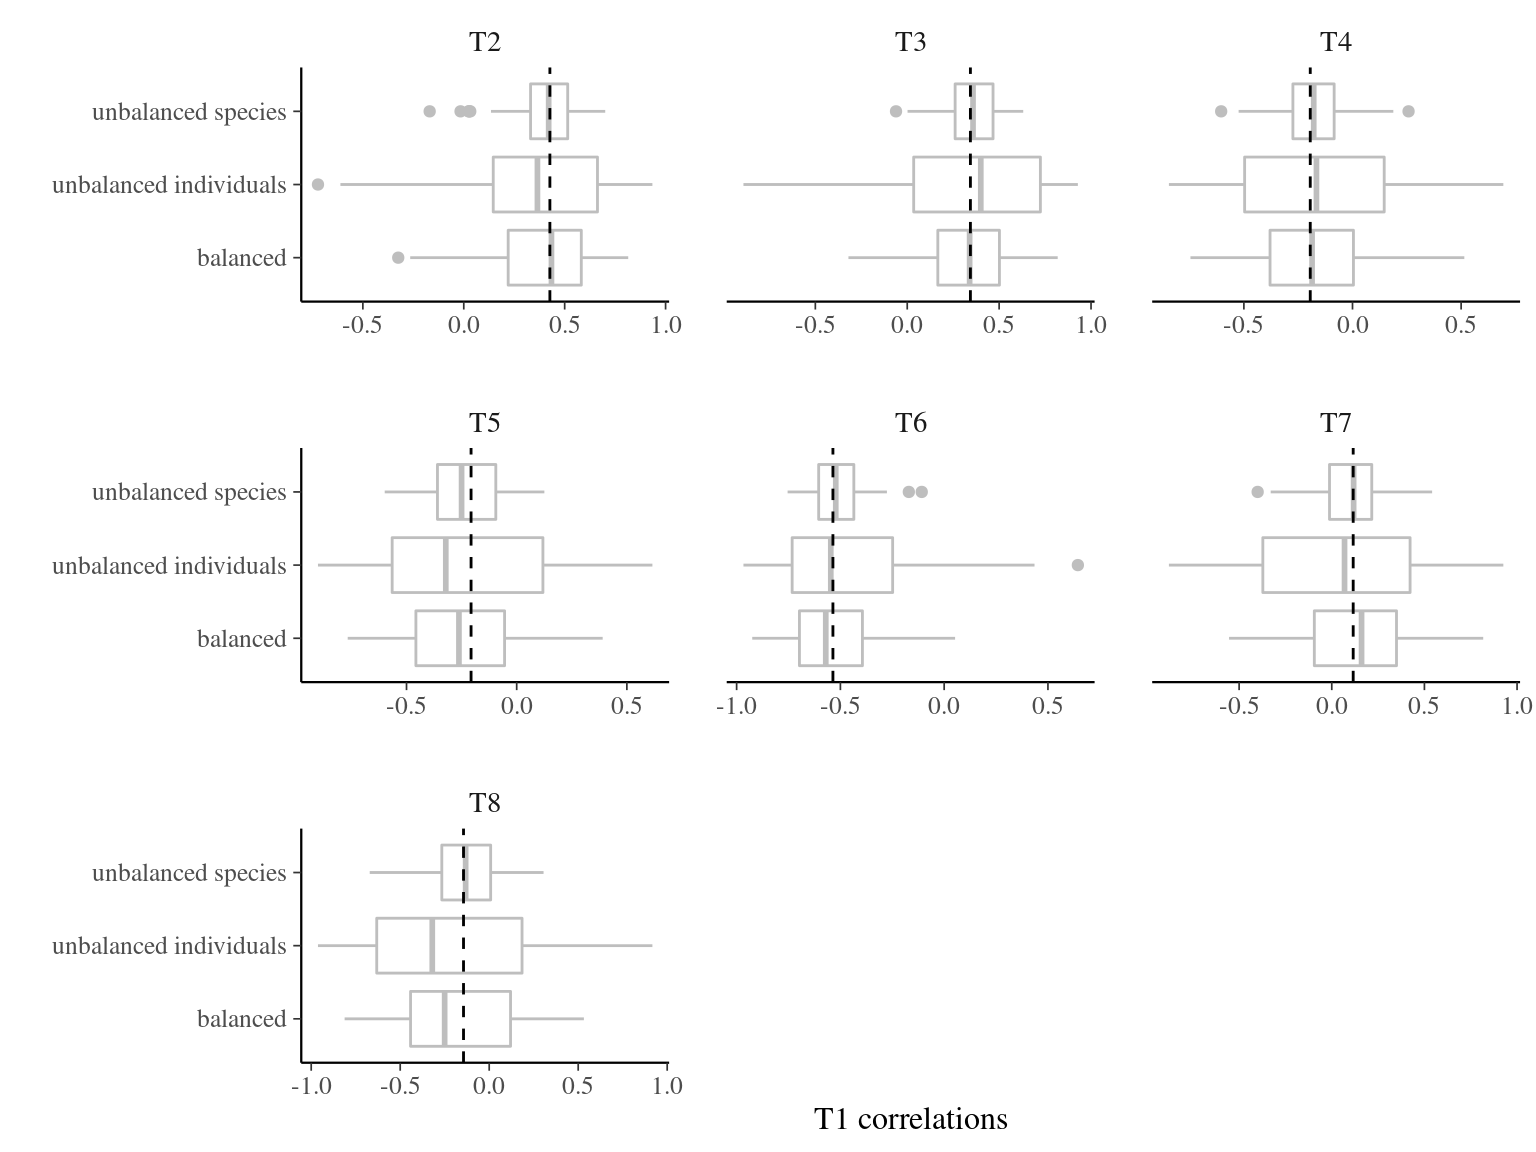 T2 T3 T4
unbalanced species
unbalanced individuals
balanced
-0.5 0.0 0.5 1.0 -0.5 0.0 0.5 1.0 -0.5 0.0 0.5
T5 T6 T7
unbalanced species
unbalanced individuals
balanced
-0.5 0.0 0.5 -1.0 -0.5 0.0 0.5 -0.5 0.0 0.5 1.0
T8
unbalanced species
unbalanced individuals
balanced
-1.0 -0.5 0.0 0.5 1.0
T1 correlations